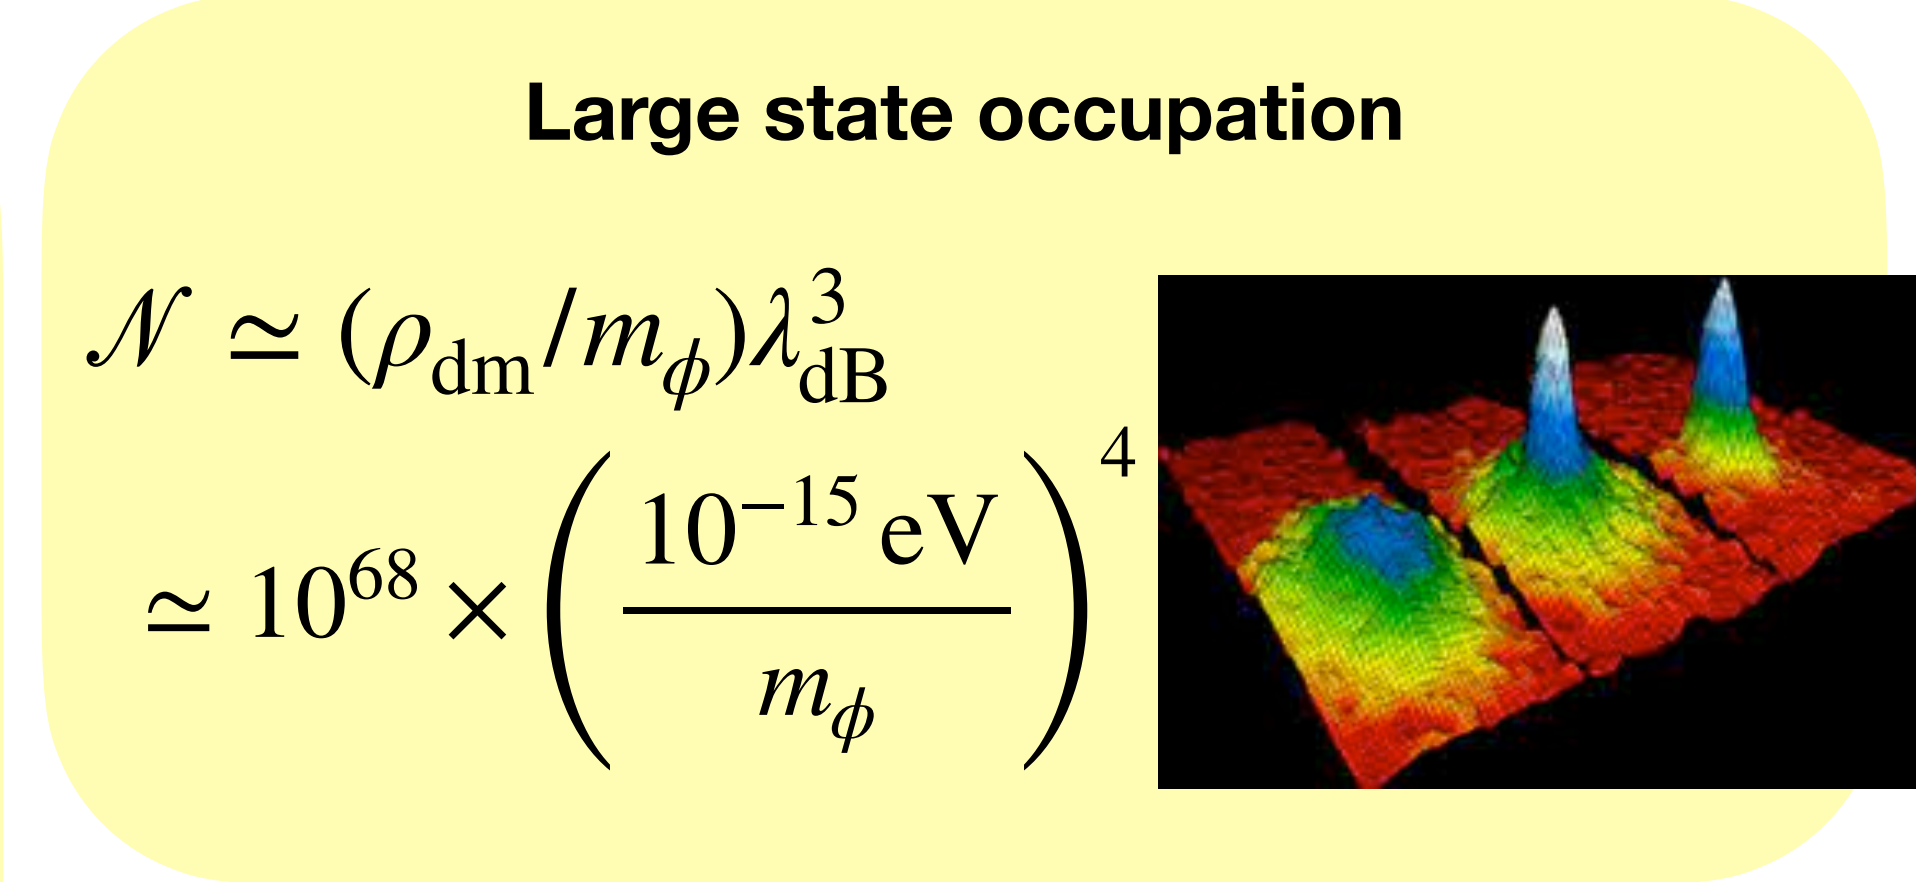 Large state occupation
𝒩 ≃ (ρ_dm/m_ϕ)λ_dB^3
≃ 10^68 × (10^−15 eV / m_ϕ)^4